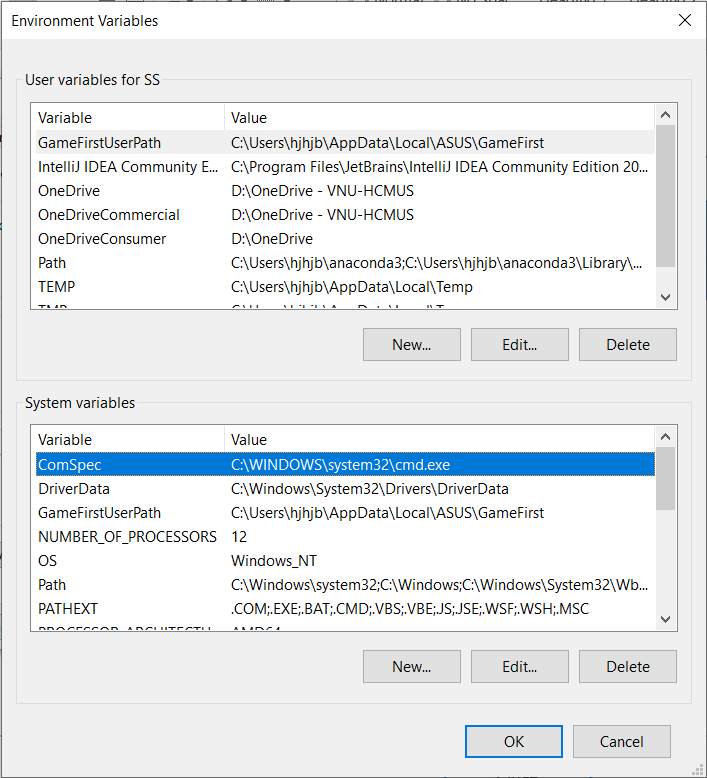 Environment Variables
User variables for SS
Variable Value
GameFirstUserPath C:\Users\hjhjb\AppData\Local\ASUS\GameFirst
IntelliJ IDEA Community E... C:\Program Files\JetBrains\IntelliJ IDEA Community Edition 20...
OneDrive D:\OneDrive - VNU-HCMUS
OneDriveCommercial D:\OneDrive - VNU-HCMUS
OneDriveConsumer D:\OneDrive
Path C:\Users\hjhjb\anaconda3;C:\Users\hjhjb\anaconda3\Library\...
TEMP C:\Users\hjhjb\AppData\Local\Temp
New... Edit... Delete
System variables
Variable Value
ComSpec C:\WINDOWS\system32\cmd.exe
DriverData C:\Windows\System32\Drivers\DriverData
GameFirstUserPath C:\Users\hjhjb\AppData\Local\ASUS\GameFirst
NUMBER_OF_PROCESSORS 12
OS Windows_NT
Path C:\Windows\system32;C:\Windows;C:\Windows\System32\Wb...
PATHEXT .COM;.EXE;.BAT;.CMD;.VBS;.VBE;.JS;.JSE;.WSF;.WSH;.MSC
New... Edit... Delete
OK Cancel